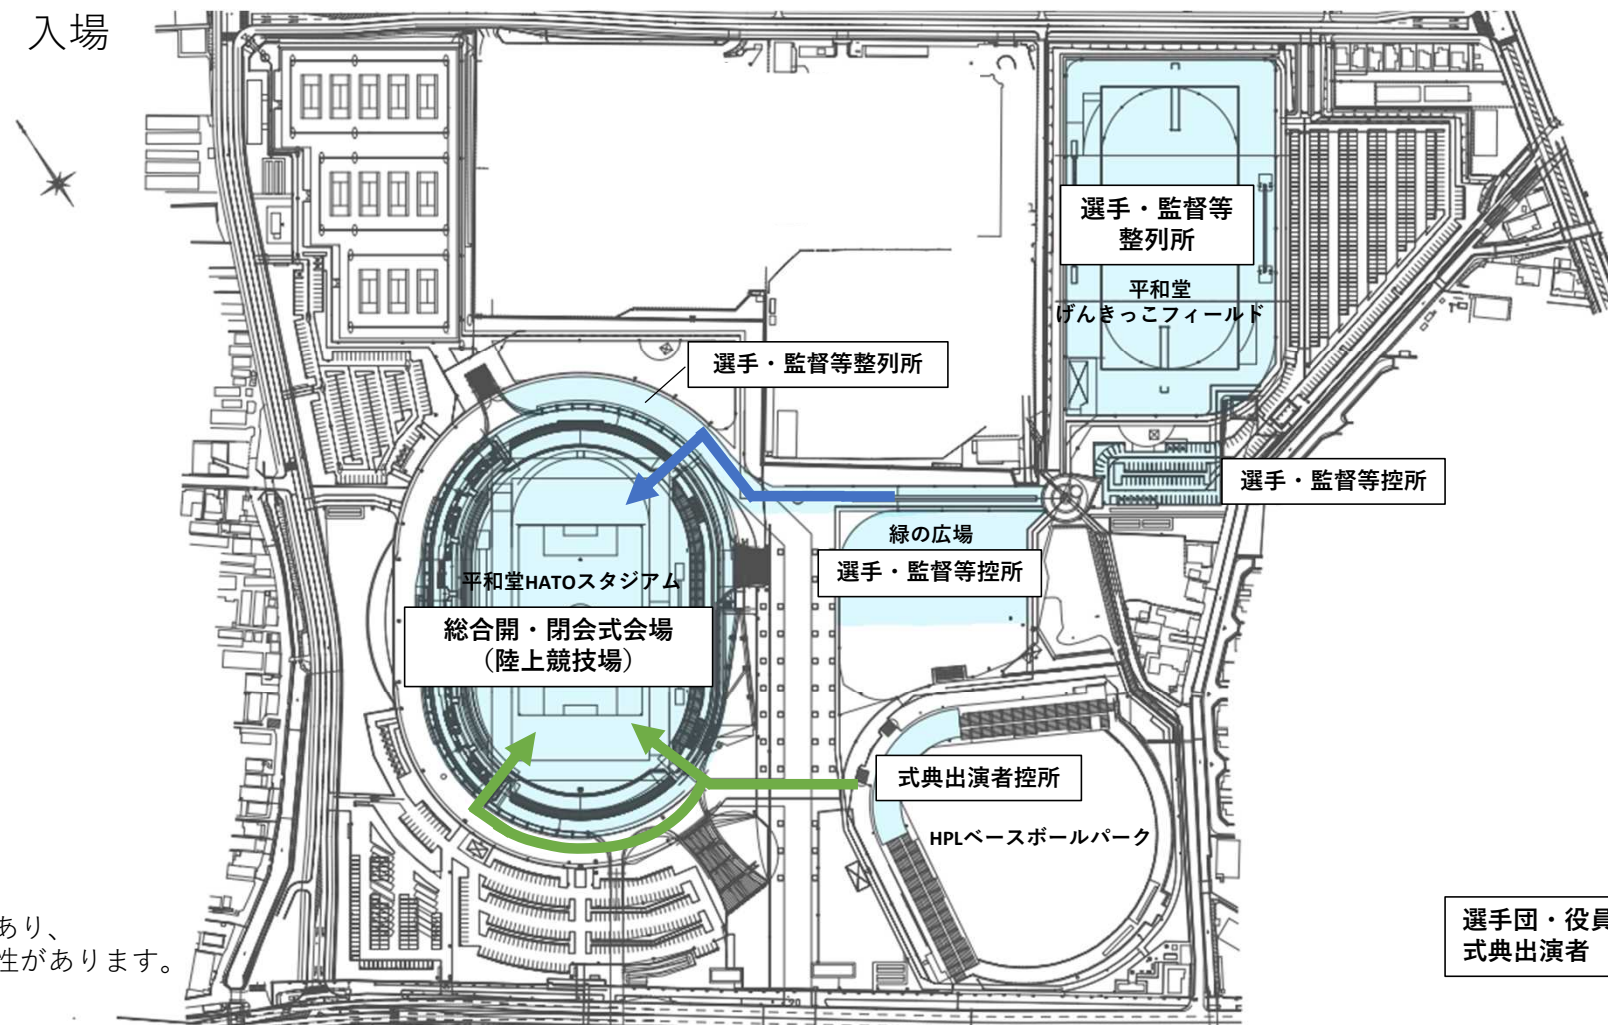 入場
選手・監督等
整列所
平和堂
げんきっこフィールド
選手・監督等整列所
選手・監督等控所
緑の広場
選手・監督等控所
平和堂HATOスタジアム
総合開・閉会式会場
（陸上競技場）
式典出演者控所
HPLベースボールパーク
あり、
性があります。
選手団・役員
式典出演者